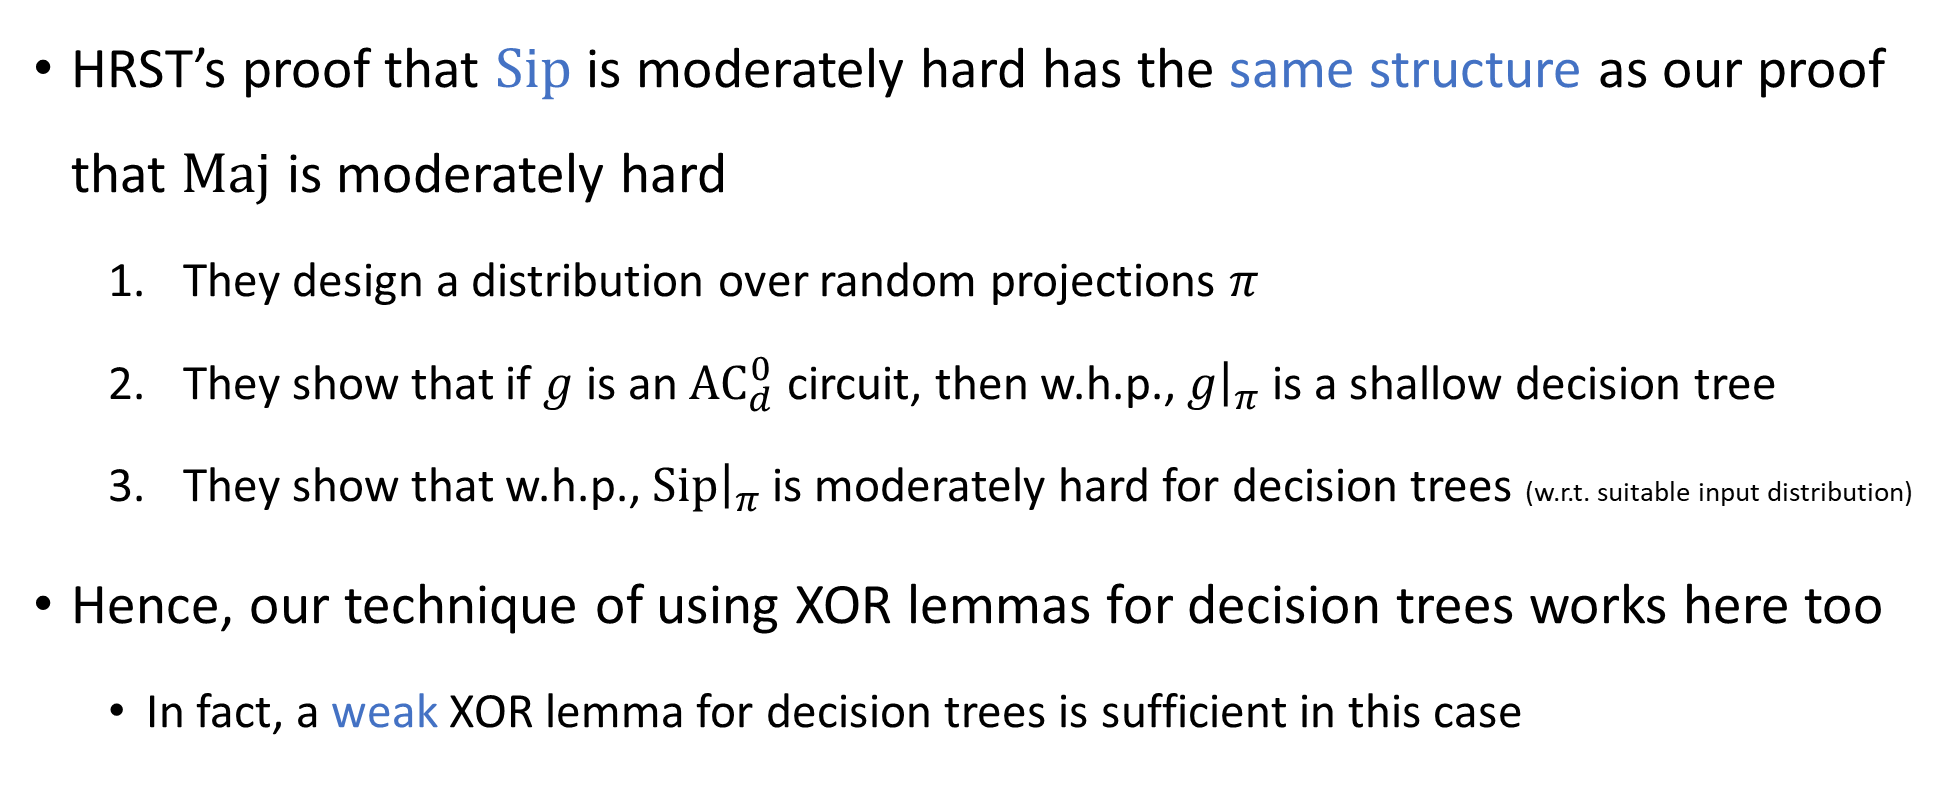 • HRST’s proof that Sip is moderately hard has the same structure as our proof
that Maj is moderately hard
1. They design a distribution over random projections π
2. They show that if g is an AC⁰_d circuit, then w.h.p., g|_π is a shallow decision tree
3. They show that w.h.p., Sip|_π is moderately hard for decision trees (w.r.t. suitable input distribution)
• Hence, our technique of using XOR lemmas for decision trees works here too
• In fact, a weak XOR lemma for decision trees is sufficient in this case